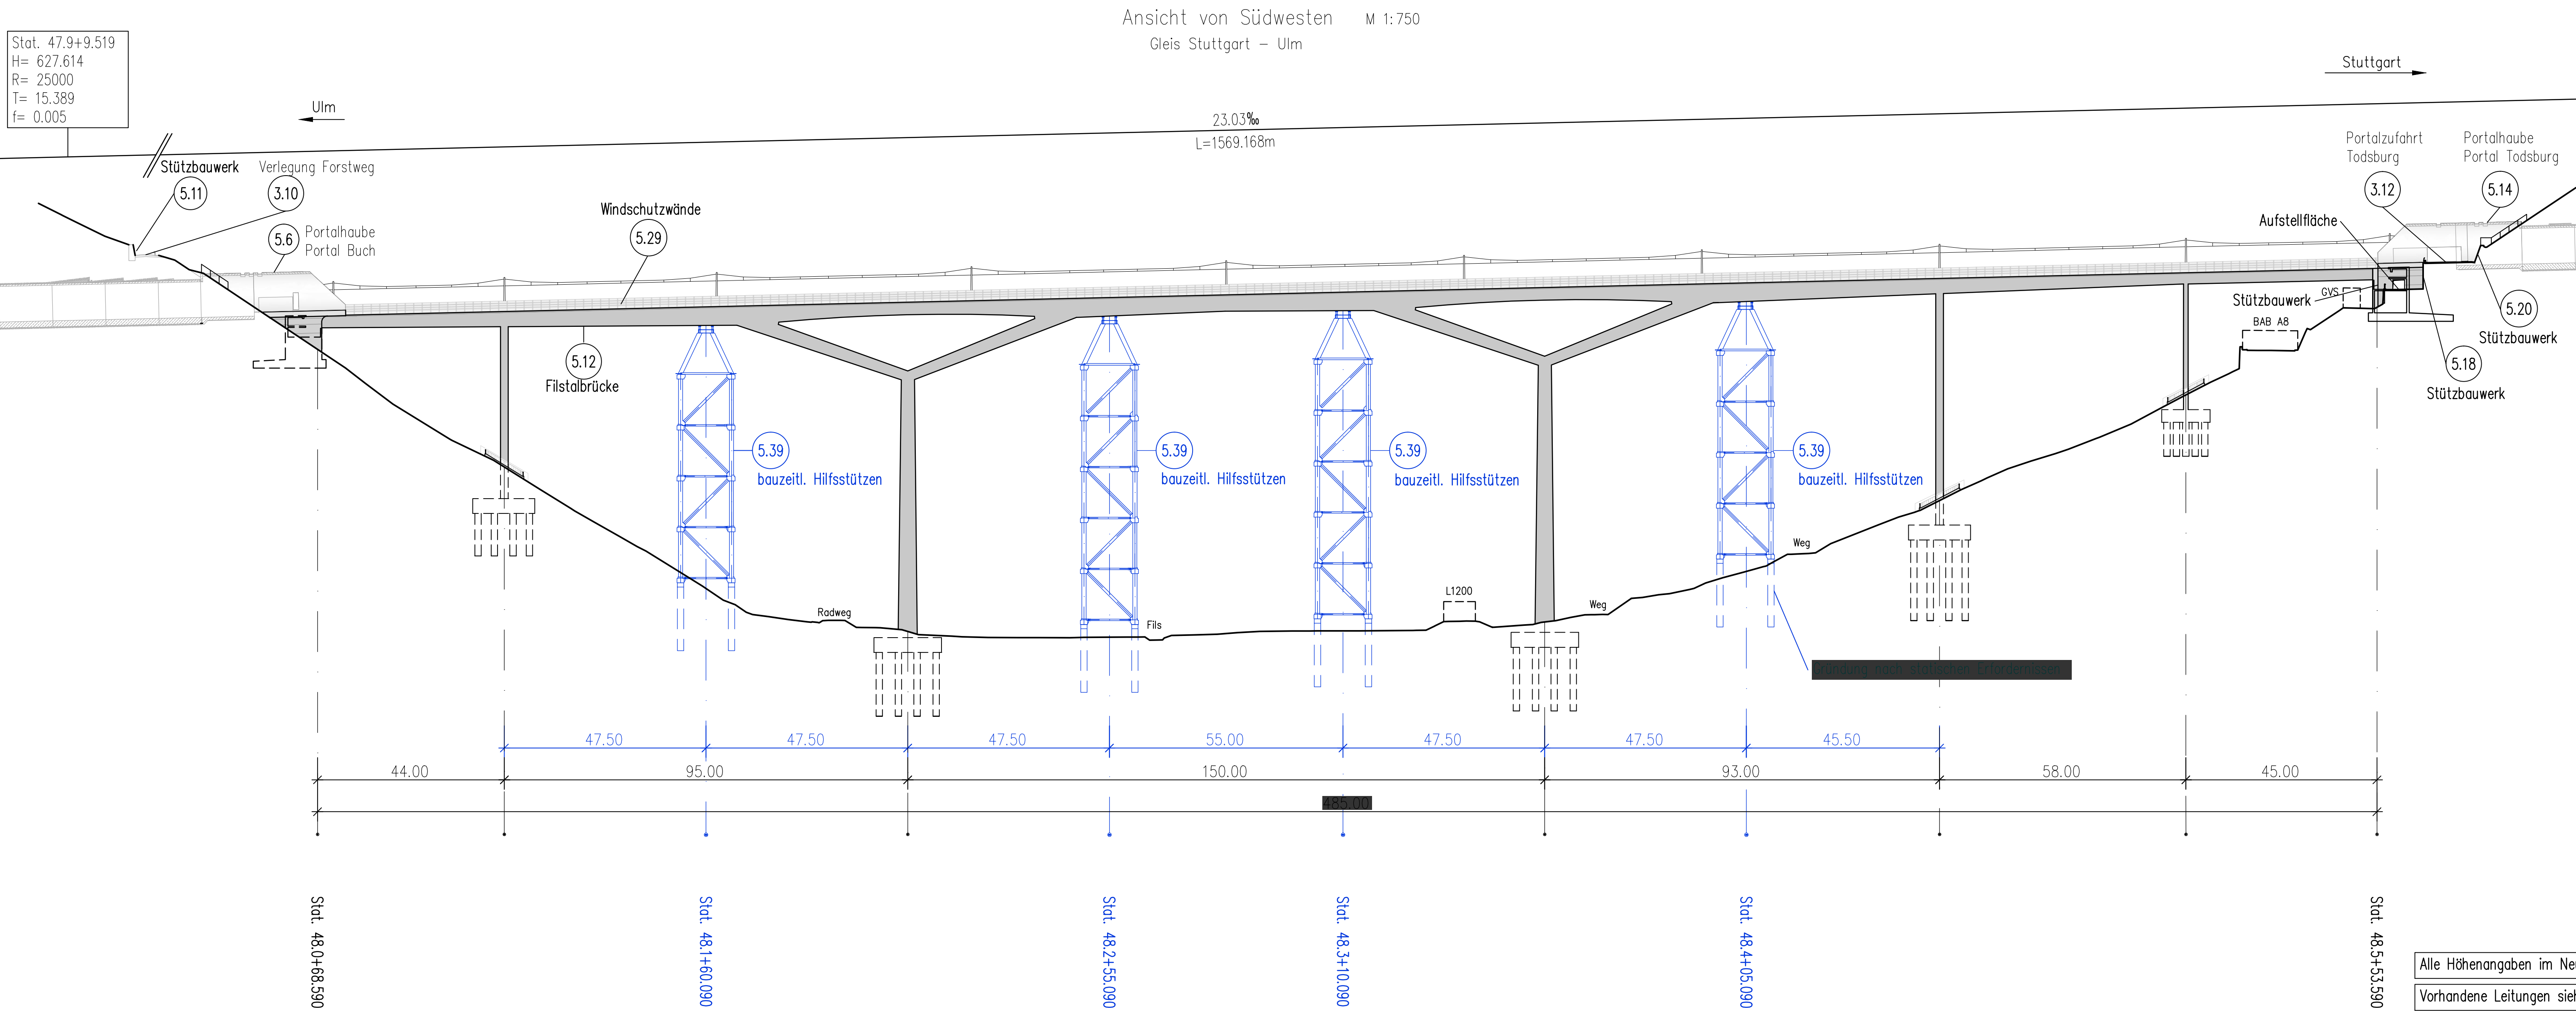 Ansicht von Südwesten M 1:750
Gleis Stuttgart - Ulm
Stat. 47.9+9.519
H= 627.614
R= 25000
T= 15.389
f= 0.005
Ulm
Stuttgart
23.03‰
L=1569.168m
Stützbauwerk
5.11
Verlegung Forstweg
3.10
5.6
Portalhaube
Portal Buch
Windschutzwände
5.29
Portalzufahrt
Todsburg
3.12
Portalhaube
Portal Todsburg
5.14
Aufstellfläche
Stützbauwerk
GVS
BAB A8
5.20
Stützbauwerk
5.18
Stützbauwerk
5.12
Filstalbrücke
5.39
bauzeitl. Hilfsstützen
5.39
bauzeitl. Hilfsstützen
5.39
bauzeitl. Hilfsstützen
5.39
bauzeitl. Hilfsstützen
Radweg
Fils
L1200
Weg
Weg
Gründung nach statischen Erfordernissen
47.50
47.50
47.50
55.00
47.50
47.50
45.50
44.00
95.00
150.00
93.00
58.00
45.00
485.00
Stat. 48.0+68.590
Stat. 48.1+60.090
Stat. 48.2+55.090
Stat. 48.3+10.090
Stat. 48.4+05.090
Stat. 48.5+53.590
Alle Höhenangaben im
Vorhandene Leitungen